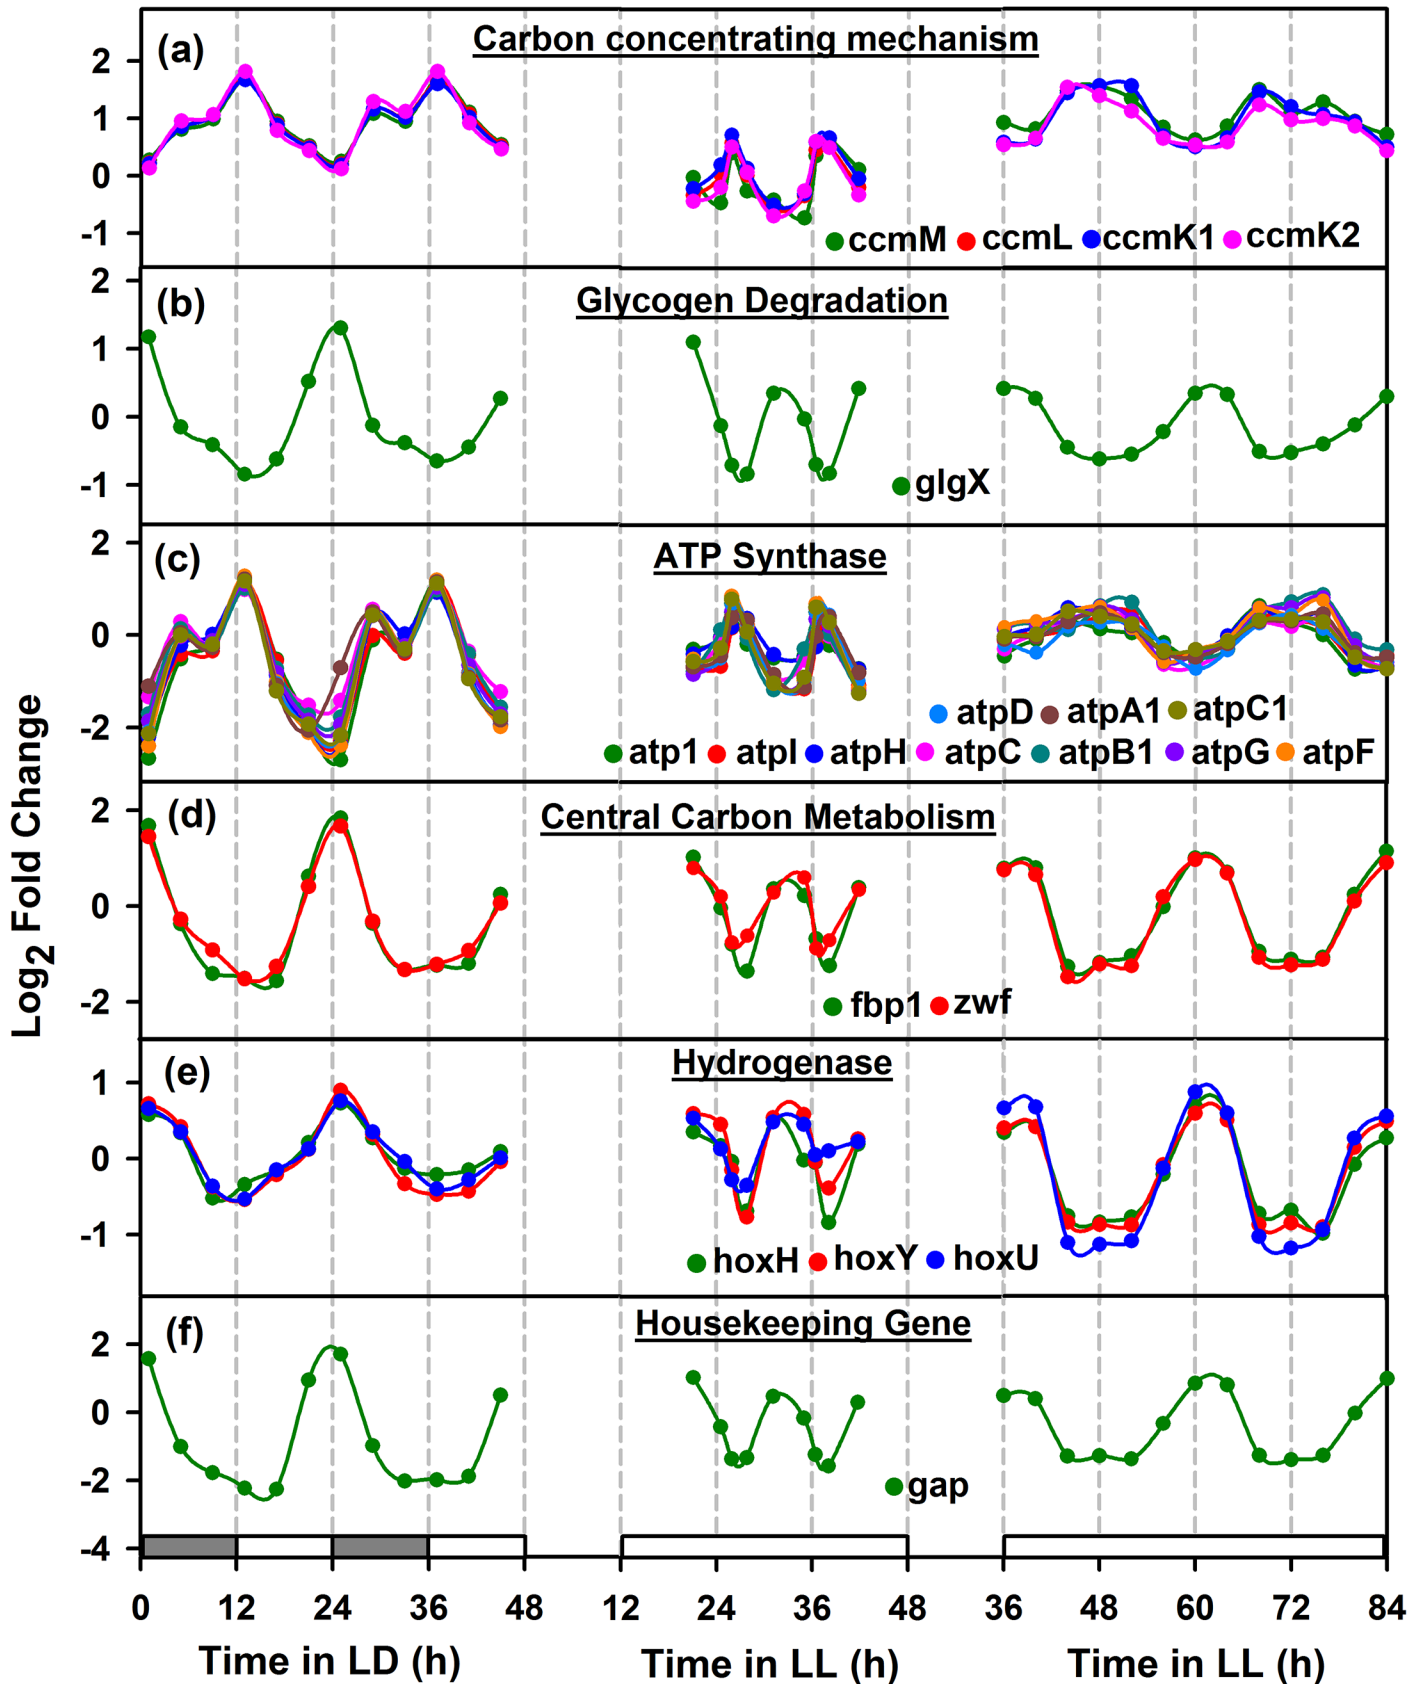 (a) Carbon concentrating mechanism
2
1
0
-1
ccmM ccmL ccmK1 ccmK2
(b) Glycogen Degradation
2
1
0
-1
glgX
(c) ATP Synthase
2
0
-2
atpD atpA1 atpC1
atp1 atpI atpH atpC atpB1 atpG atpF
(d) Central Carbon Metabolism
2
0
-2
fbp1 zwf
(e) Hydrogenase
1
0
-1
hoxH hoxY hoxU
(f) Housekeeping Gene
2
0
-2
-4
gap
Log2 Fold Change
0 12 24 36 48 12 24 36 48 36 48 60 72 84
Time in LD (h) Time in LL (h) Time in LL (h)